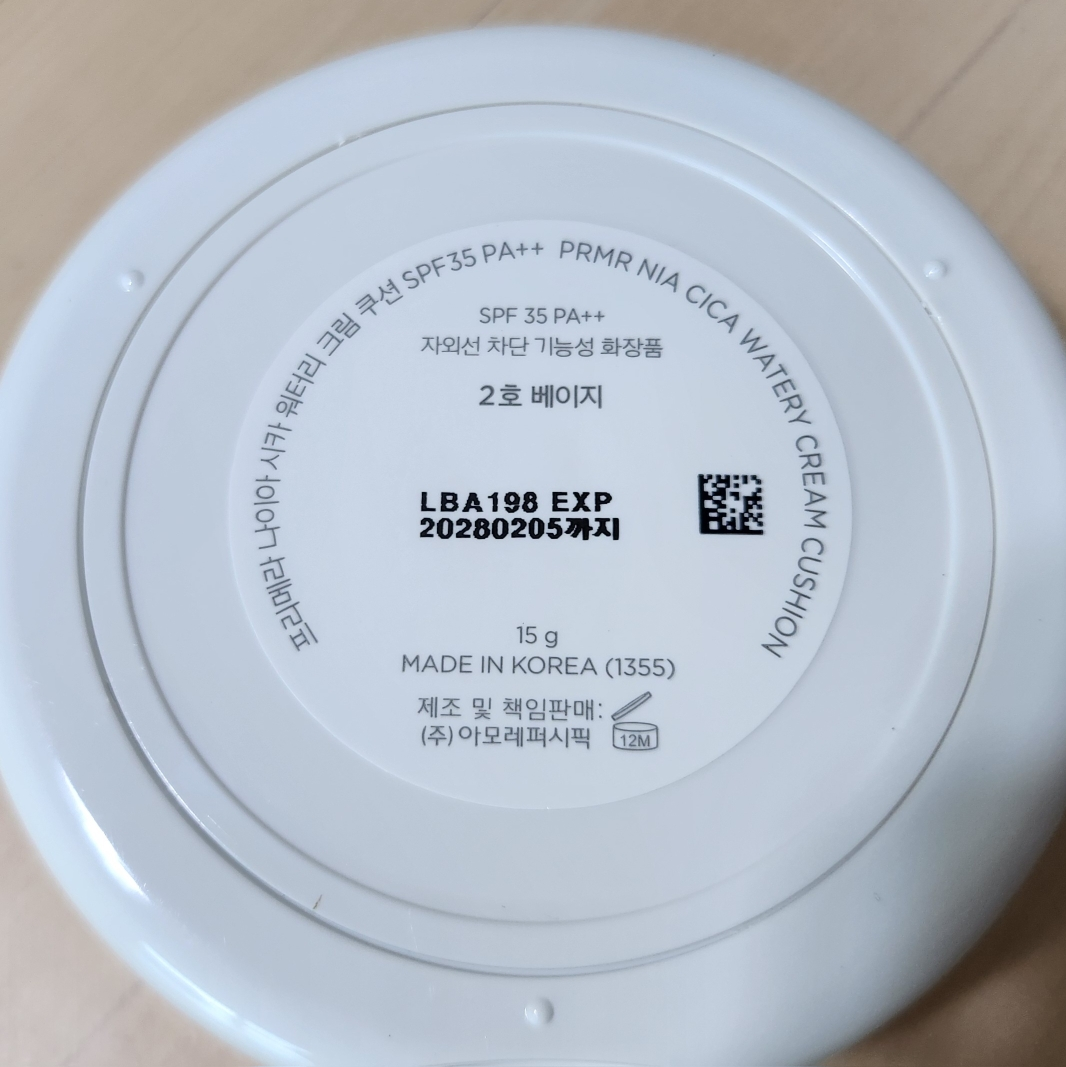 프리메라 나이아 시카 워터리 크림 쿠션 SPF35 PA++ PRMR NIA CICA WATERY CREAM CUSHION
SPF 35 PA++
자외선 차단 기능성 화장품
2호 베이지
LBA198 EXP
20280205까지
15 g
MADE IN KOREA (1355)
제조 및 책임판매:
(주)아모레퍼시픽
12M